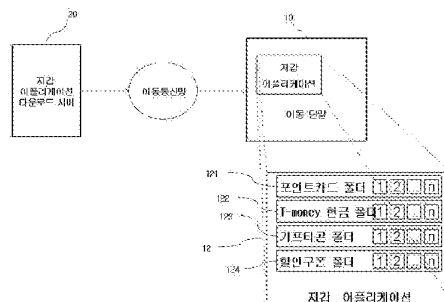 20
10
지갑
어플리케이션
다운로드 서버
이동통신망
지갑
어플리케이션
이동 단말
121
포인트카드 폴더 1 2 ... n
122
T-money 현금 폴더 1 2 ... n
123
기프티콘 폴더 1 2 ... n
12
할인쿠폰 폴더 1 2 ... n
124
지갑 어플리케이션